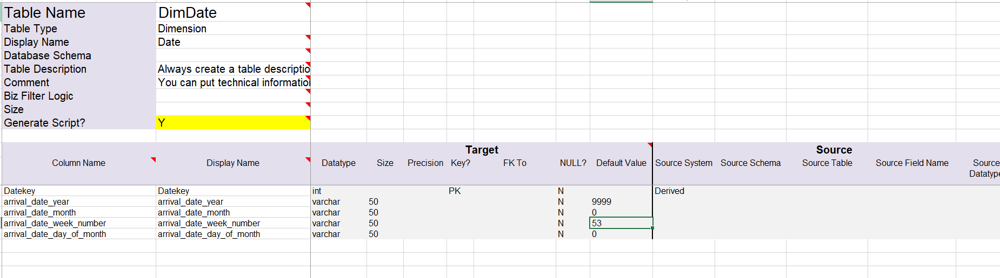 Table Name DimDate
Table Type Dimension
Display Name Date
Database Schema
Table Description Always create a table descriptio
Comment You can put technical informatio
Biz Filter Logic
Size
Generate Script? Y
Target Source
Column Name Display Name Datatype Size Precision Key? FK To NULL? Default Value Source System Source Schema Source Table Source Field Name Source
Datatype
Datekey Datekey int PK N Derived
arrival_date_year arrival_date_year varchar 50 N 9999
arrival_date_month arrival_date_month varchar 50 N 0
arrival_date_week_number arrival_date_week_number varchar 50 N 53
arrival_date_day_of_month arrival_date_day_of_month varchar 50 N 0